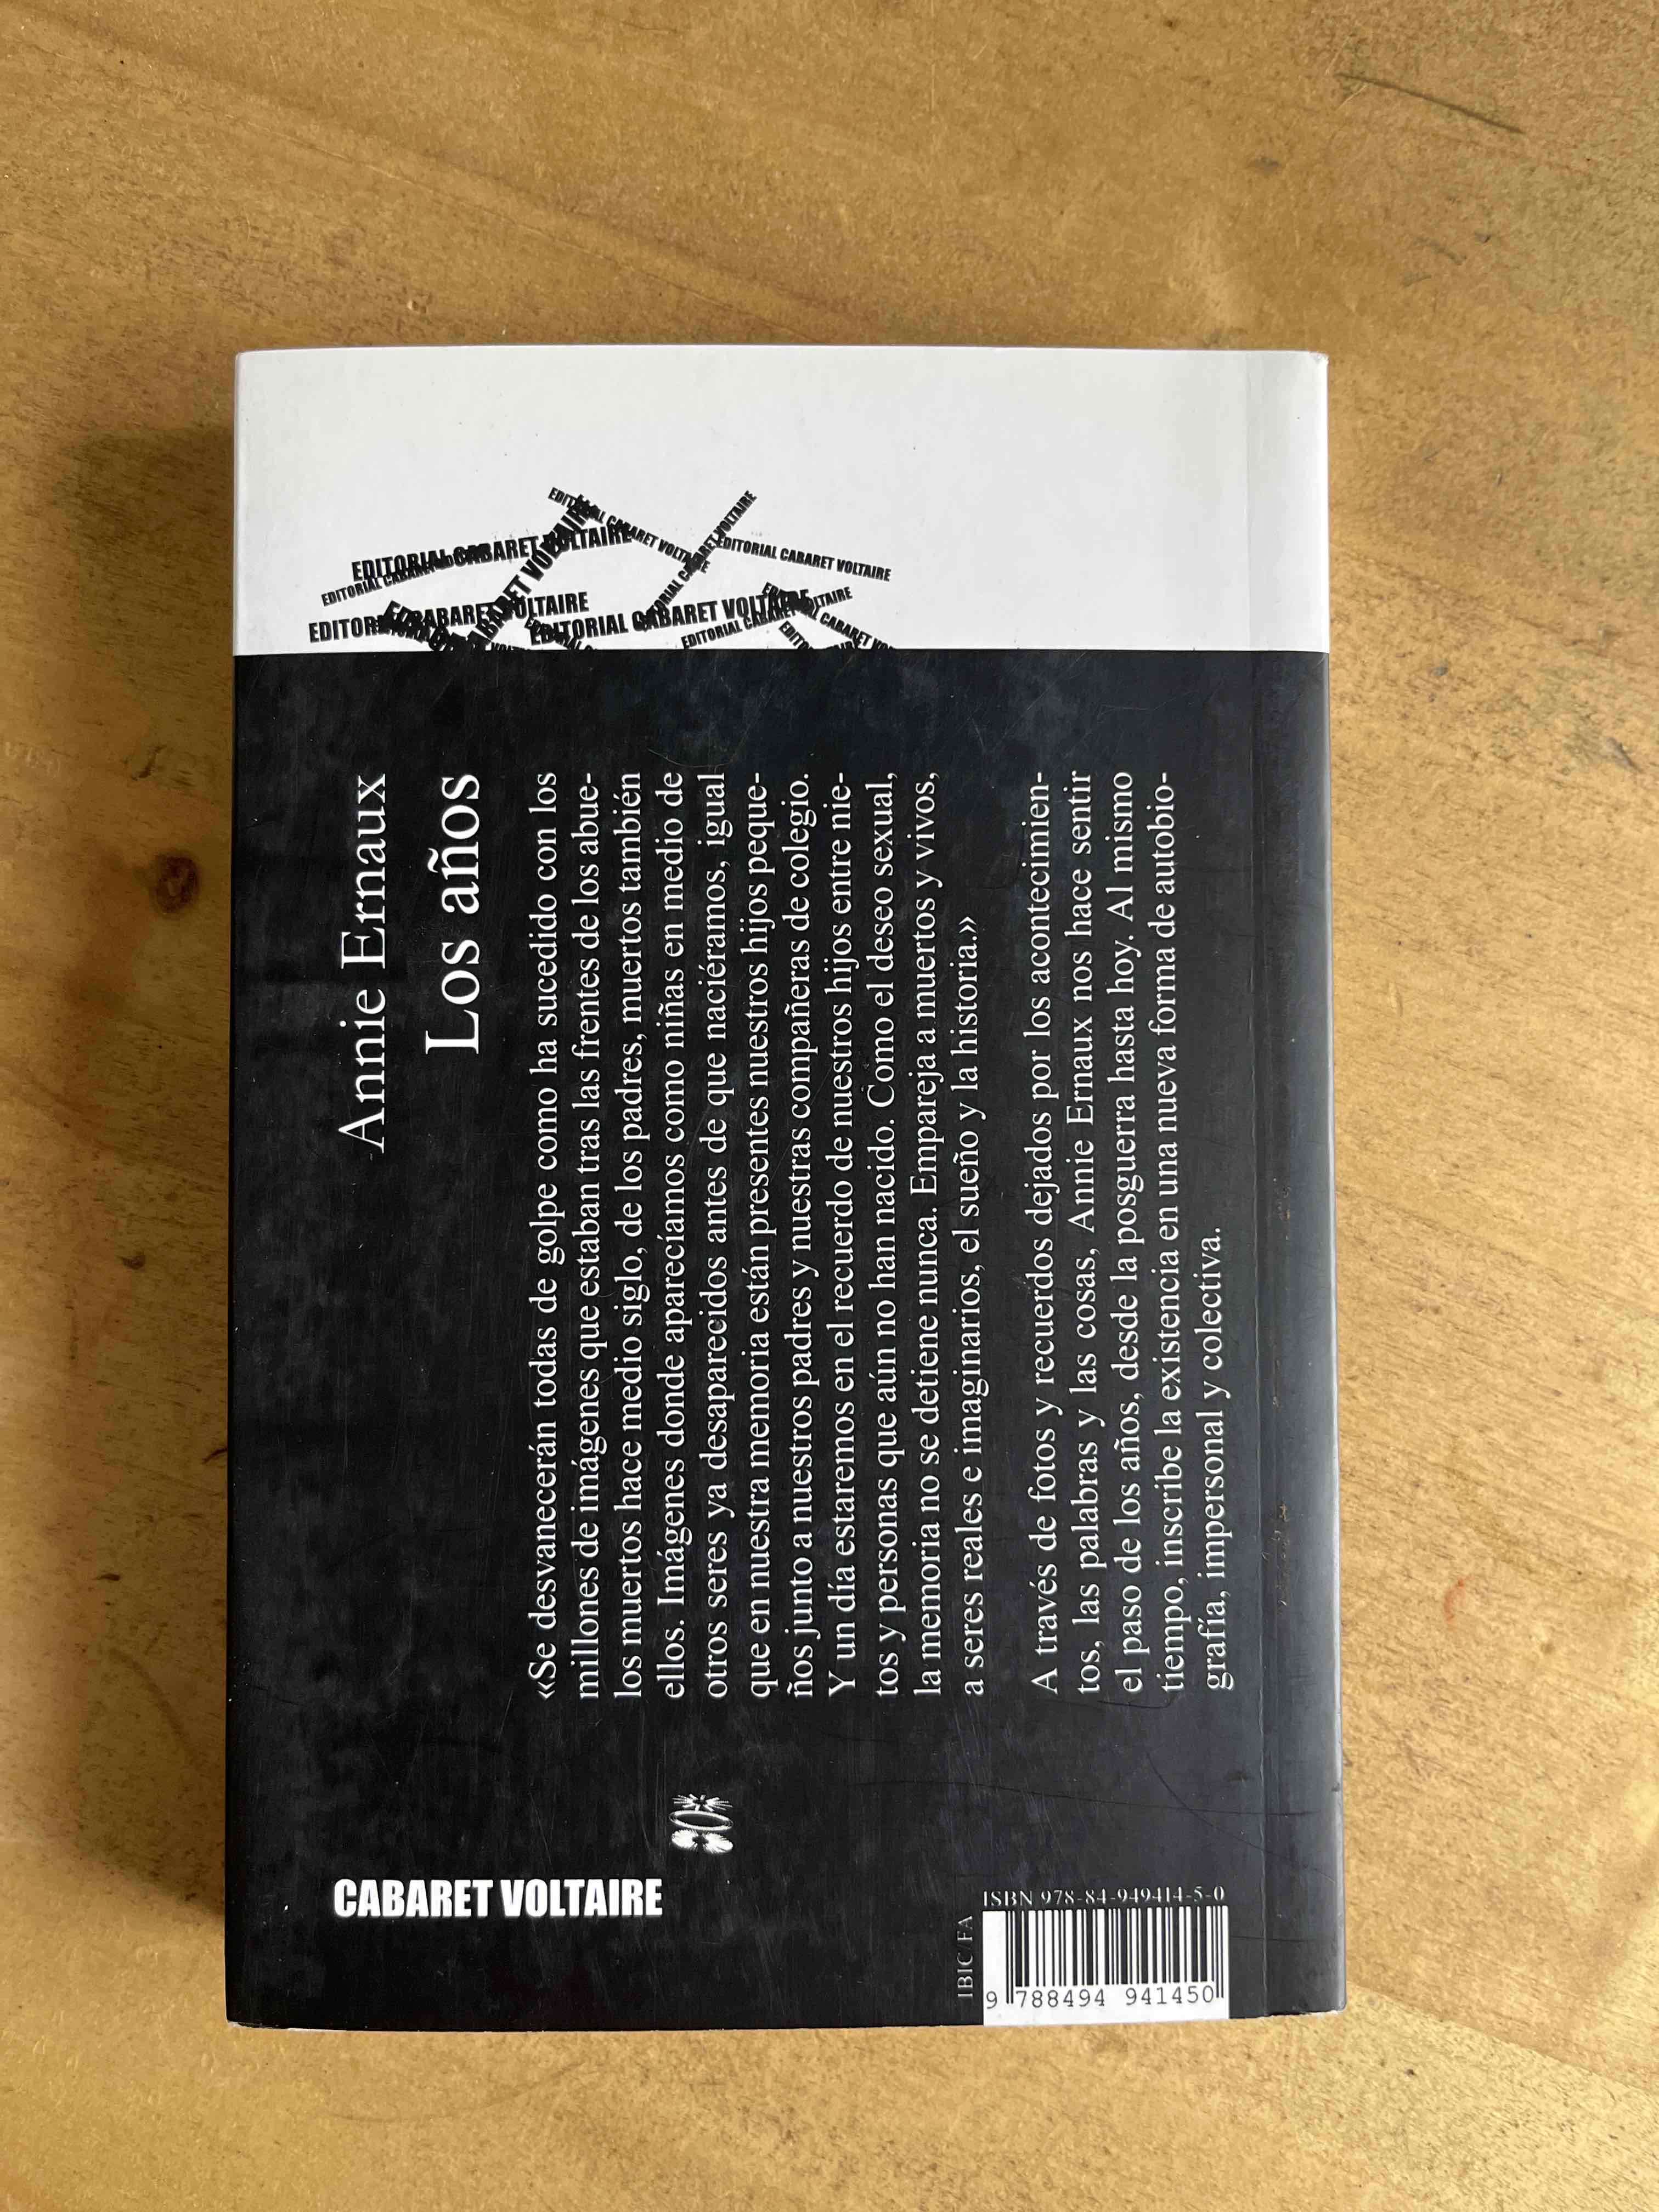 EDITORIAL CABARET VOLTAIRE
EDITORIAL CABARET VOLTAIRE
EDITORIAL CABARET VOLTAIRE
EDITORIAL CABARET VOLTAIRE
EDITORIAL CABARET VOLTAIRE
Annie Ernaux
Los años
«Se desvanecerán todas de golpe como ha sucedido con los
millones de imágenes que estaban tras las frentes de los abue-
los muertos hace medio siglo, de los padres, muertos también
ellos. Imágenes donde aparecíamos como niñas en medio de
otros seres ya desaparecidos antes de que naciéramos, igual
que en nuestra memoria están presentes nuestros hijos peque-
ños junto a nuestros padres y nuestras compañeras de colegio.
Y un día estaremos en el recuerdo de nuestros hijos entre nie-
tos y personas que aún no han nacido. Como el deseo sexual,
la memoria no se detiene nunca. Empareja a muertos y vivos,
a seres reales e imaginarios, el sueño y la historia.»
A través de fotos y recuerdos dejados por los acontecimien-
tos, las palabras y las cosas, Annie Ernaux nos hace sentir
el paso de los años, desde la posguerra hasta hoy. Al mismo
tiempo, inscribe la existencia en una nueva forma de autobio-
grafía, impersonal y colectiva.
CABARET VOLTAIRE
IBIC/FA
ISBN 978-84-949414-5-0
9 788494 941450